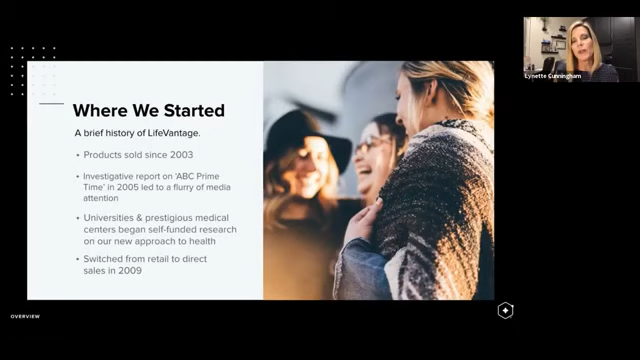 Where We Started
A brief history of LifeVantage.
• Products sold since 2003
• Investigative report on 'ABC Prime
Time' in 2005 led to a flurry of media
attention
• Universities & prestigious medical
centers began self-funded research
on our new approach to health
• Switched from retail to direct
sales in 2009
OVERVIEW
Lynette Cunningham